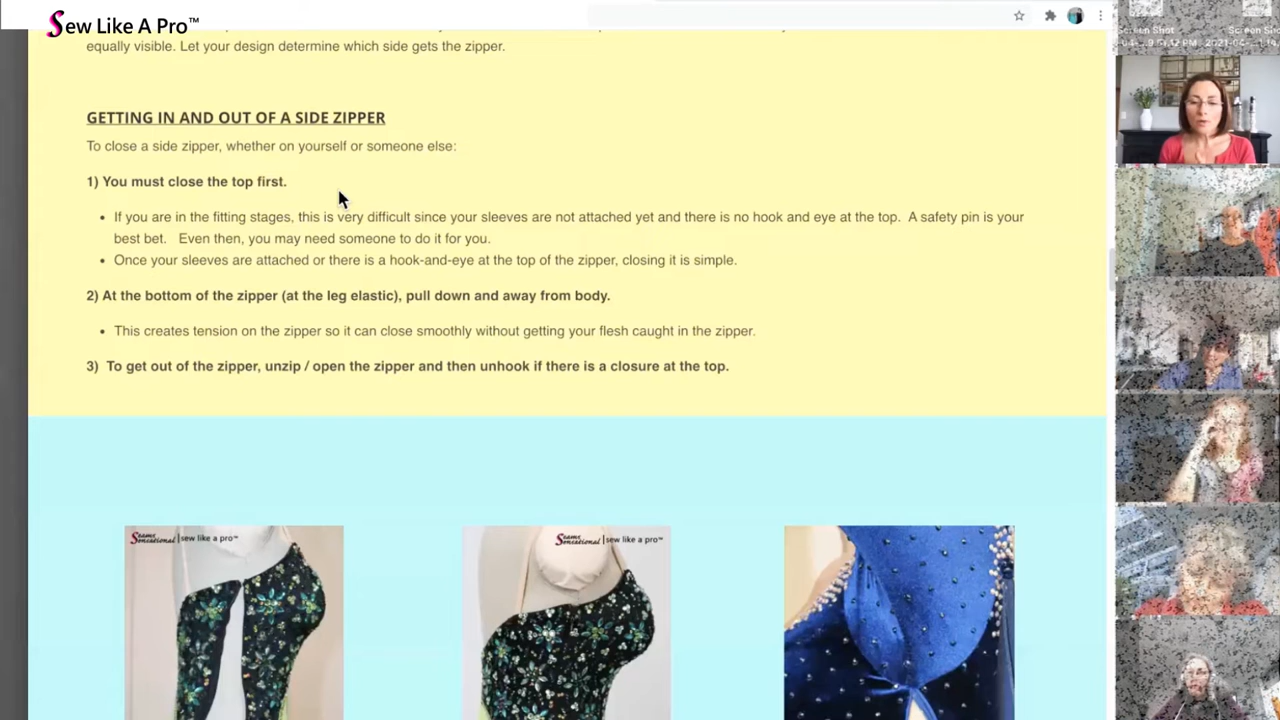 Sew Like A Pro™
equally visible. Let your design determine which side gets the zipper.
GETTING IN AND OUT OF A SIDE ZIPPER
To close a side zipper, whether on yourself or someone else:
1) You must close the top first.
• If you are in the fitting stages, this is very difficult since your sleeves are not attached yet and there is no hook and eye at the top. A safety pin is your
best bet. Even then, you may need someone to do it for you.
• Once your sleeves are attached or there is a hook-and-eye at the top of the zipper, closing it is simple.
2) At the bottom of the zipper (at the leg elastic), pull down and away from body.
• This creates tension on the zipper so it can close smoothly without getting your flesh caught in the zipper.
3) To get out of the zipper, unzip / open the zipper and then unhook if there is a closure at the top.
Seams Sensational | sew like a pro™
Seams Sensational | sew like a pro™